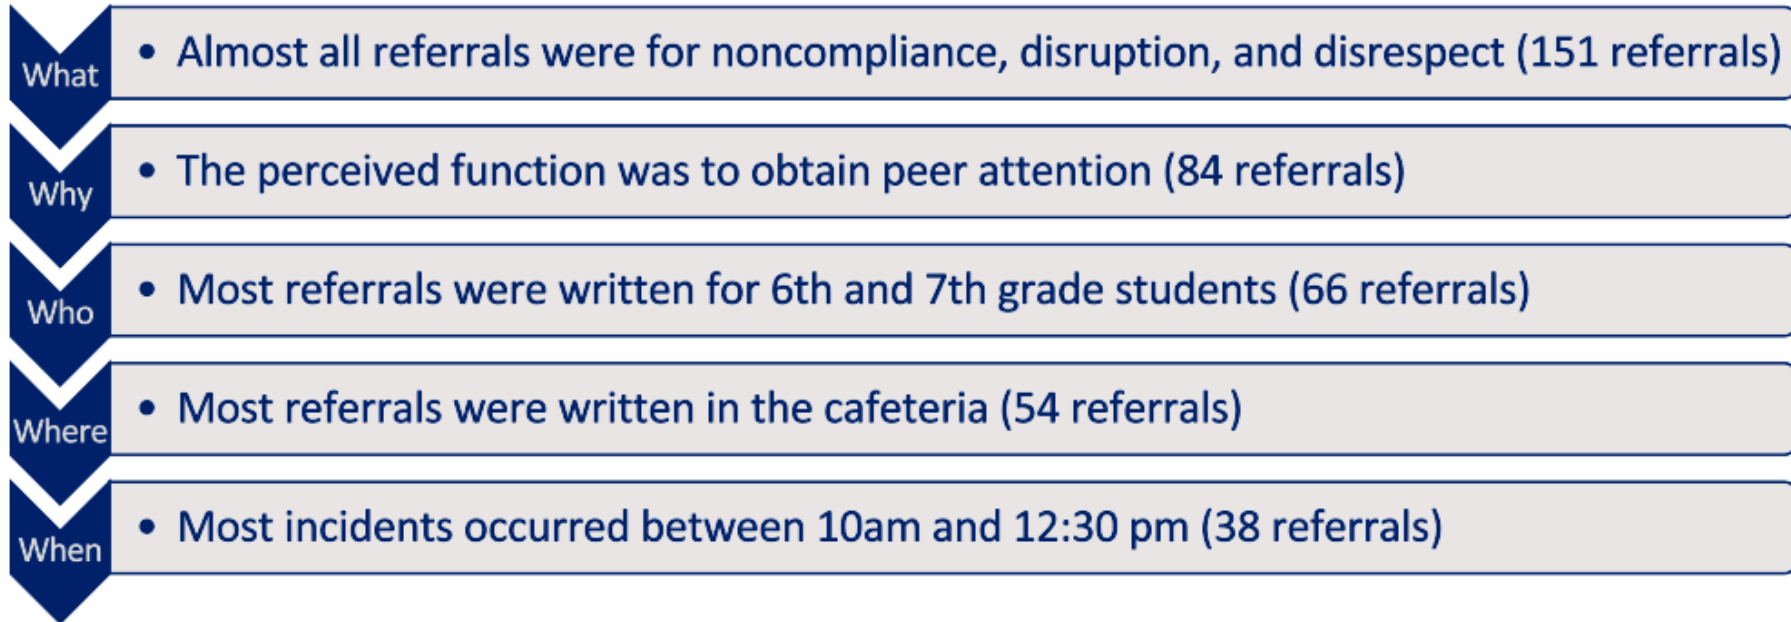 What
• Almost all referrals were for noncompliance, disruption, and disrespect (151 referrals)
Why
• The perceived function was to obtain peer attention (84 referrals)
Who
• Most referrals were written for 6th and 7th grade students (66 referrals)
Where
• Most referrals were written in the cafeteria (54 referrals)
When
• Most incidents occurred between 10am and 12:30 pm (38 referrals)